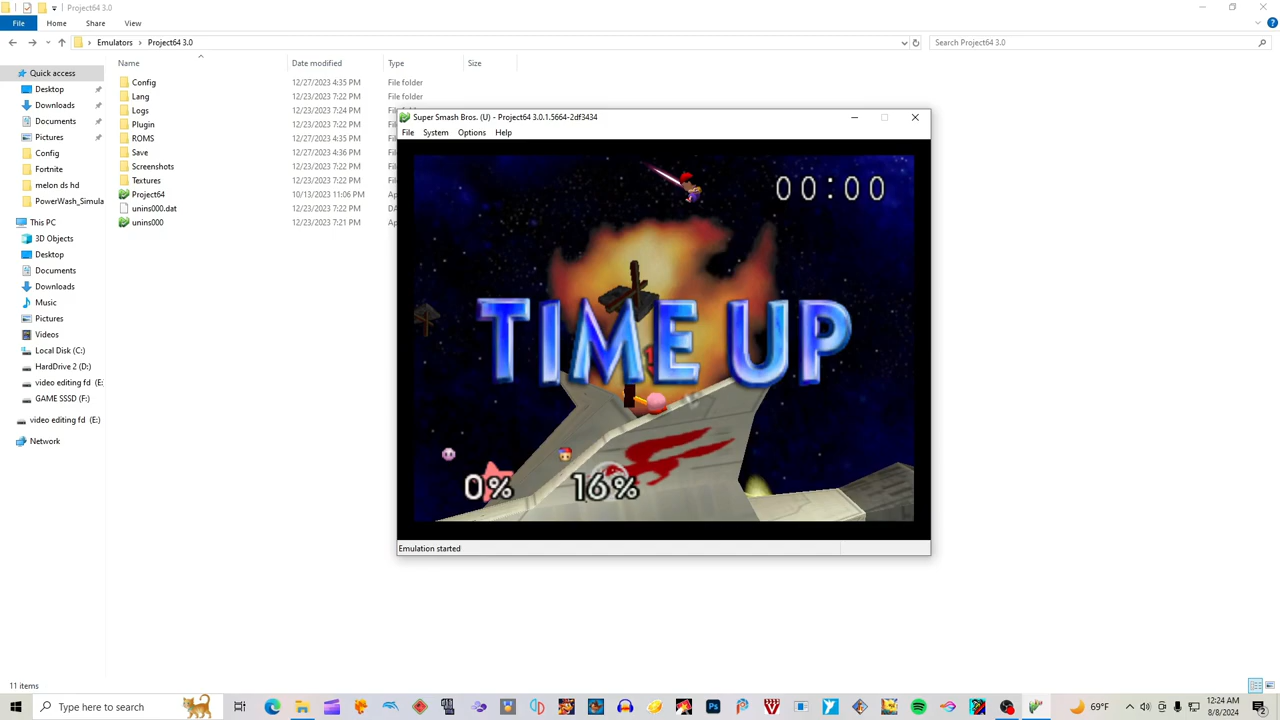 Project64 3.0
File Home Share View
Emulators Project64 3.0
Search Project64 3.0
Name Date modified Type Size
Quick access
Desktop
Downloads
Documents
Pictures
Config
Fortnite
melon ds hd
PowerWash_Simula
This PC
3D Objects
Desktop
Documents
Downloads
Music
Pictures
Videos
Local Disk (C:)
HardDrive 2 (D:)
video editing fd (E:
GAME SSSD (F:)
video editing fd (E:)
Network
Config 12/27/2023 4:35 PM File folder
Lang 12/23/2023 7:22 PM File folder
Logs 12/23/2023 7:24 PM File folder
Plugin 12/23/2023 7:22 PM
ROMS 12/27/2023 4:35 PM
Save 12/27/2023 4:36 PM
Screenshots 12/23/2023 7:22 PM
Textures 12/23/2023 7:22 PM
Project64 10/13/2023 11:06 PM
unins000.dat 12/23/2023 7:22 PM
unins000 12/23/2023 7:21 PM
Super Smash Bros. (U) - Project64 3.0.1.5664-2df3434
File System Options Help
00:00
TIME UP
0% 16%
Emulation started
11 items
Type here to search
69°F
12:24 AM
8/8/2024
2